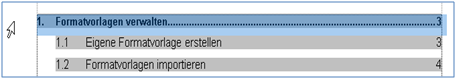 1. Formatvorlagen verwalten........................................................................................................3
1.1 Eigene Formatvorlage erstellen 3
1.2 Formatvorlagen importieren 4